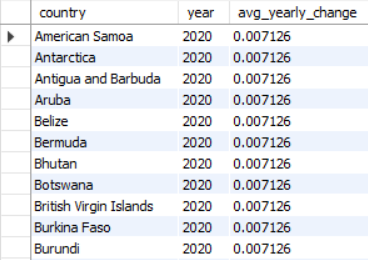 country year avg_yearly_change
American Samoa 2020 0.007126
Antarctica 2020 0.007126
Antigua and Barbuda 2020 0.007126
Aruba 2020 0.007126
Belize 2020 0.007126
Bermuda 2020 0.007126
Bhutan 2020 0.007126
Botswana 2020 0.007126
British Virgin Islands 2020 0.007126
Burkina Faso 2020 0.007126
Burundi 2020 0.007126